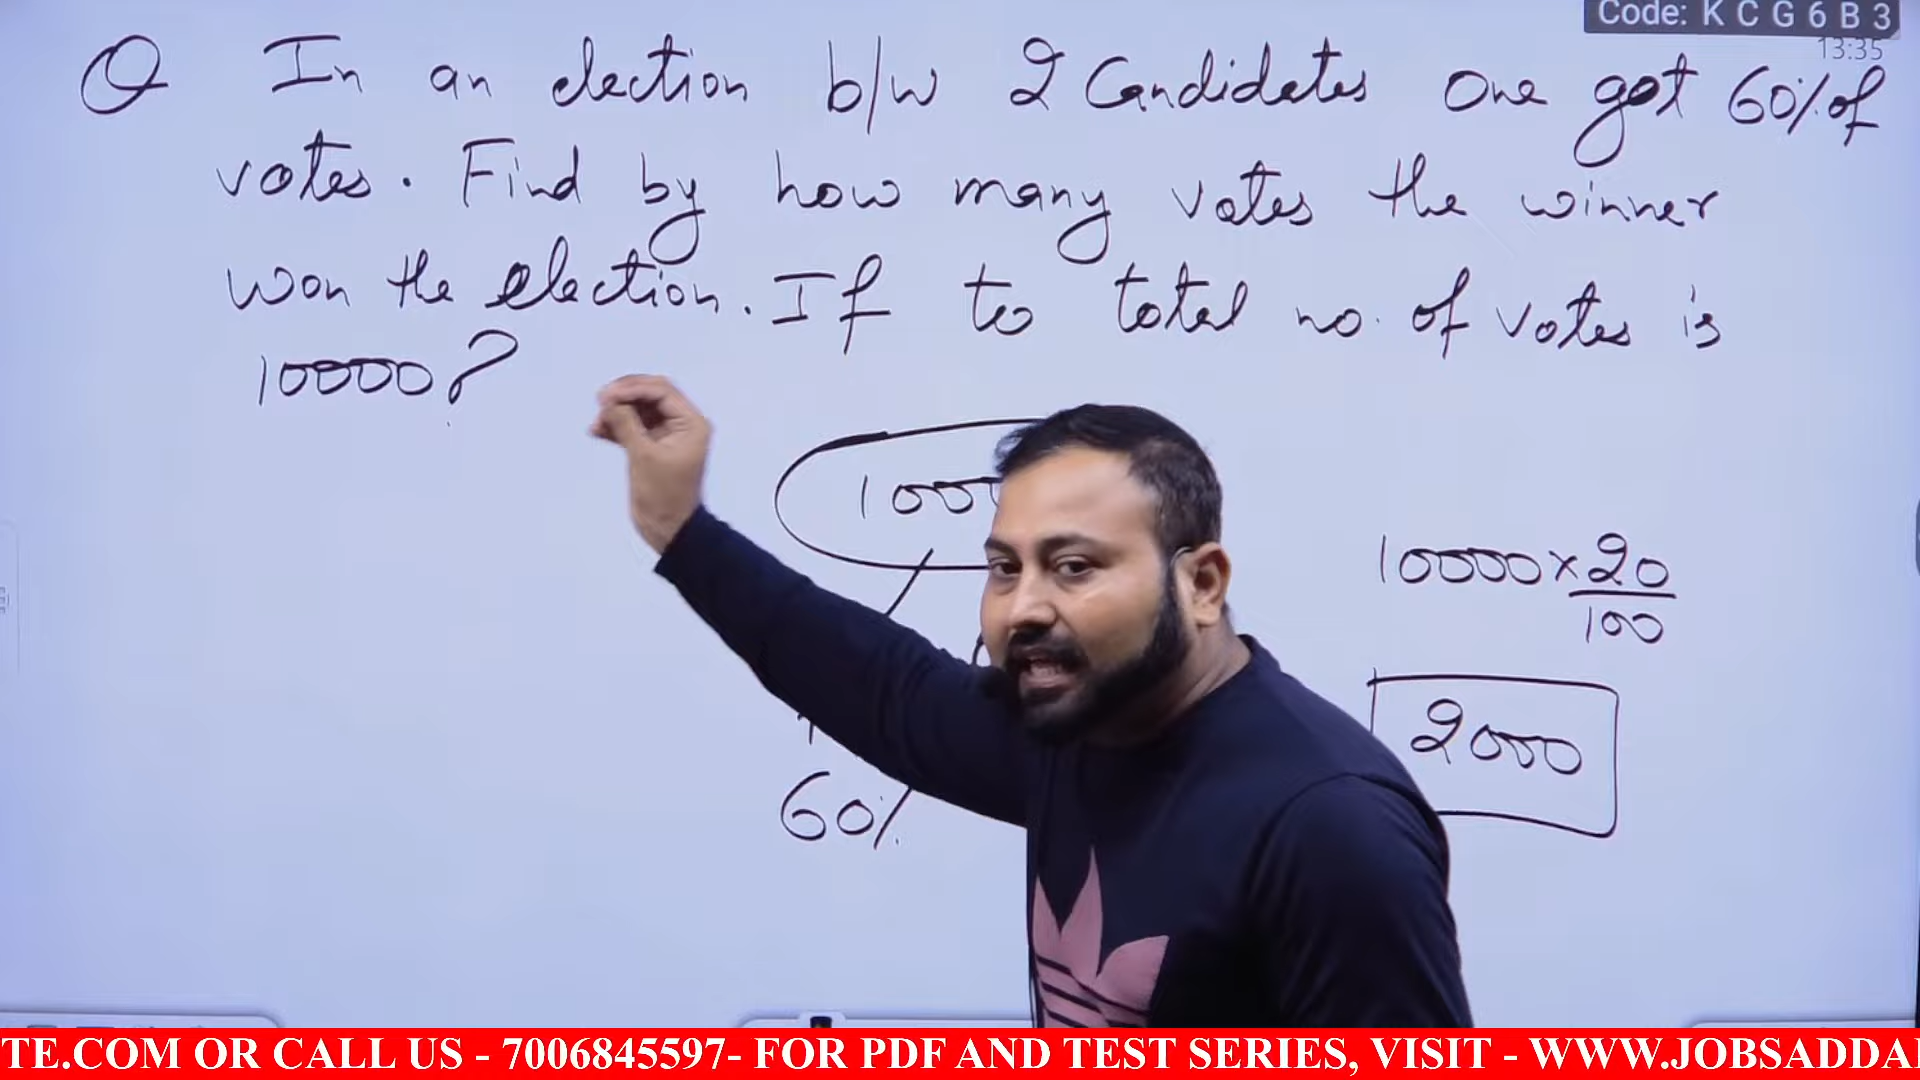 Code: K C G 6 B 3
13:35
Q In an election b/w 2 Candidates one got 60% of
votes. Find by how many votes the winner
won the election. If to total no. of votes is
10000?
1000
10000 × 20
100
2000
60%
TE.COM OR CALL US - 7006845597- FOR PDF AND TEST SERIES, VISIT - WWW.JOBSADDA